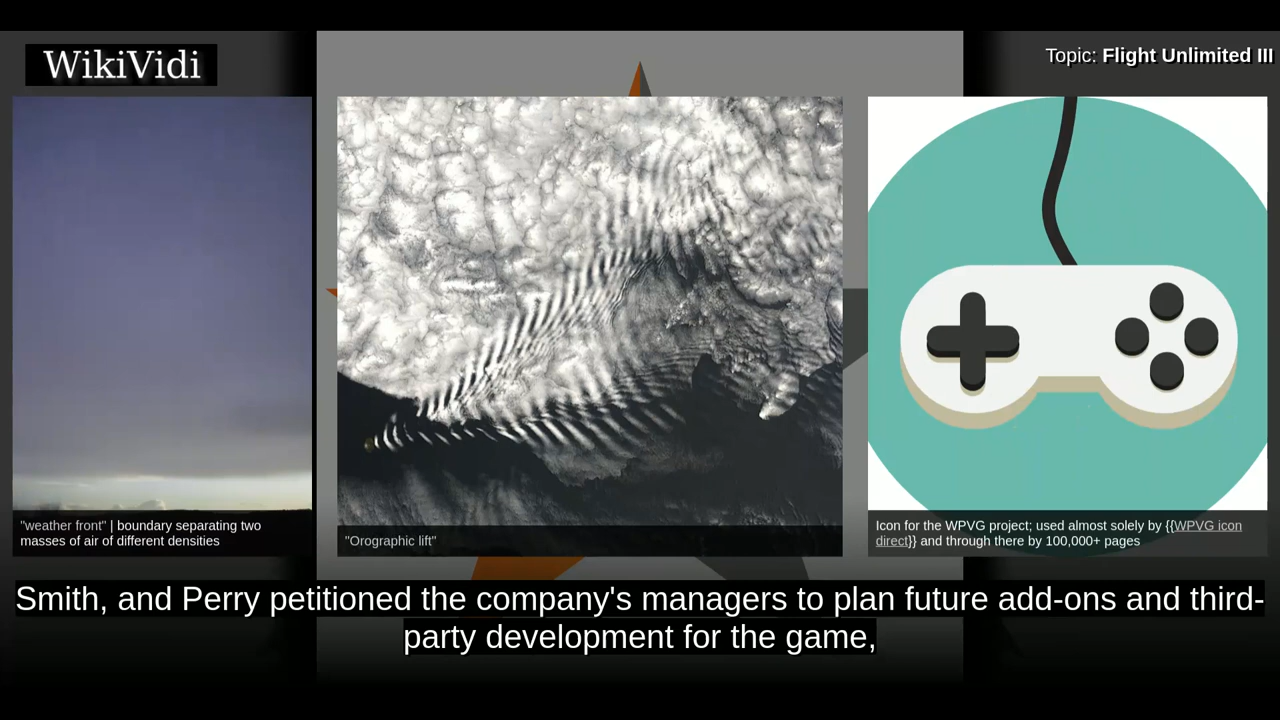 WikiVidi
Topic: Flight Unlimited III
"weather front" | boundary separating two
masses of air of different densities
"Orographic lift"
Icon for the WPVG project; used almost solely by {{WPVG icon
direct}} and through there by 100,000+ pages
Smith, and Perry petitioned the company's managers to plan future add-ons and third-
party development for the game,